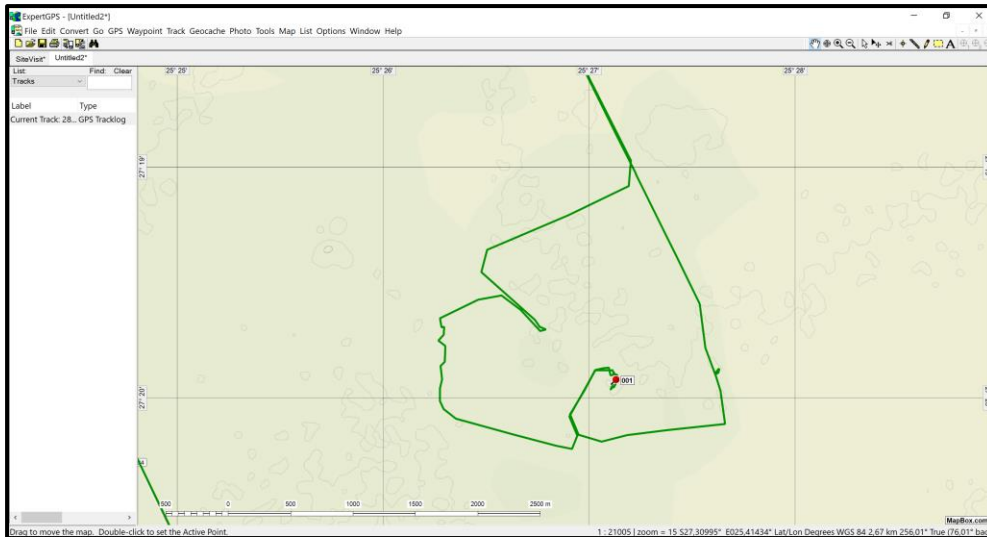 ExpertGPS - [Untitled2*]
File Edit Convert Go GPS Waypoint Track Geocache Photo Tools Map List Options Window Help
SiteVisit* Untitled2*
List: Find: Clear
Tracks
Label Type
Current Track: 28... GPS Tracklog
25° 25' 25° 26' 25° 27' 25° 28'
27° 19'
001
27° 20'
500 0 500 1000 1500 2000 2500 m
MapBox.com
Drag to move the map. Double-click to set the Active Point.
1 : 21005 | zoom = 15 S27,30995° E025,41434° Lat/Lon Degrees WGS 84 2,67 km 256,01° True (76,01° bac